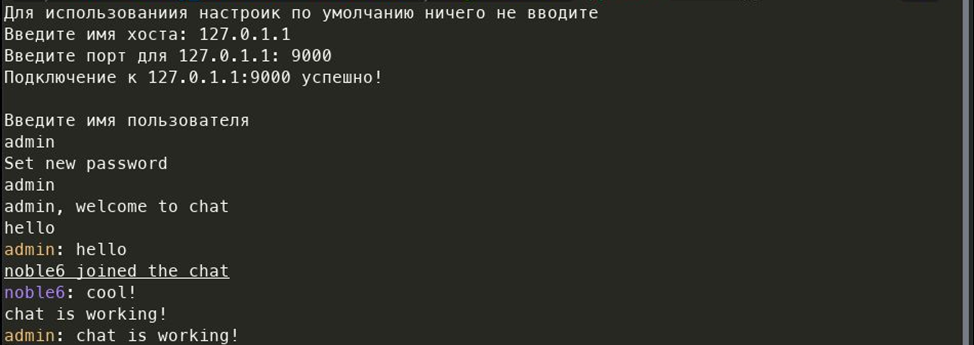 Для использованиия настроик по умолчанию ничего не вводите
Введите имя хоста: 127.0.1.1
Введите порт для 127.0.1.1: 9000
Подключение к 127.0.1.1:9000 успешно!
Введите имя пользователя
admin
Set new password
admin
admin, welcome to chat
hello
admin: hello
noble6 joined the chat
noble6: cool!
chat is working!
admin: chat is working!